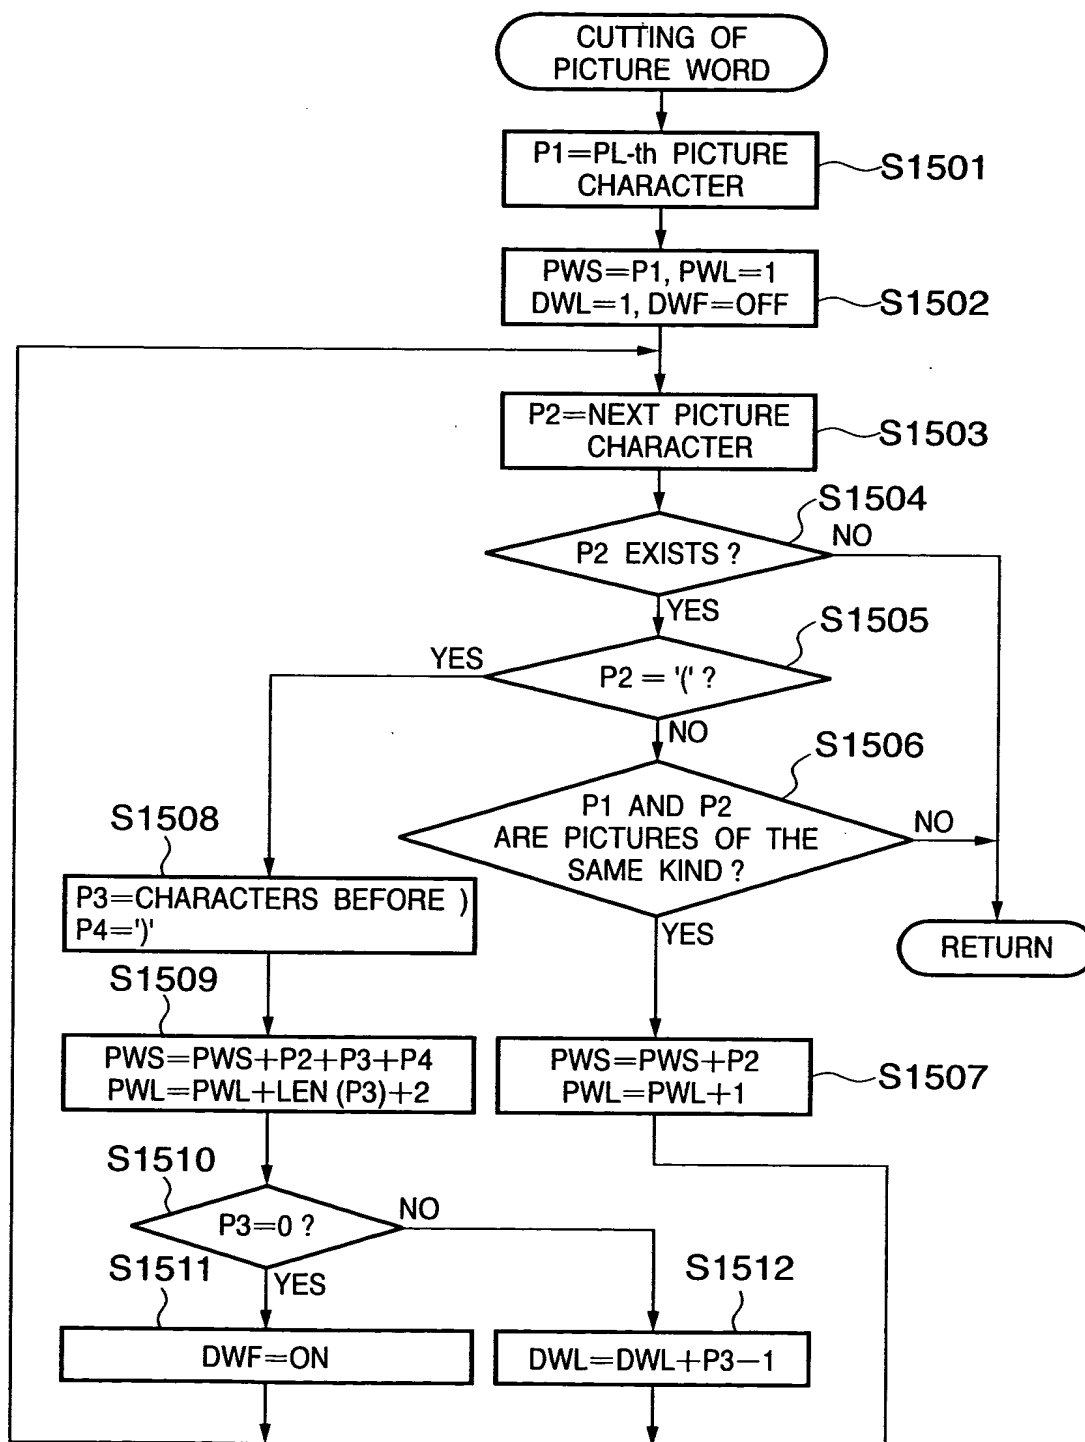 CUTTING OF
PICTURE WORD
P1=PL-th PICTURE
CHARACTER
S1501
PWS=P1, PWL=1
DWL=1, DWF=OFF
S1502
P2=NEXT PICTURE
CHARACTER
S1503
S1504
P2 EXISTS ?
NO
YES
S1505
YES
P2 = '(' ?
NO
S1506
P1 AND P2
ARE PICTURES OF THE
SAME KIND ?
NO
YES
RETURN
S1508
P3=CHARACTERS BEFORE )
P4=')'
S1509
PWS=PWS+P2+P3+P4
PWL=PWL+LEN (P3)+2
PWS=PWS+P2
PWL=PWL+1
S1507
S1510
P3=0 ?
NO
YES
S1511
DWF=ON
S1512
DWL=DWL+P3−1